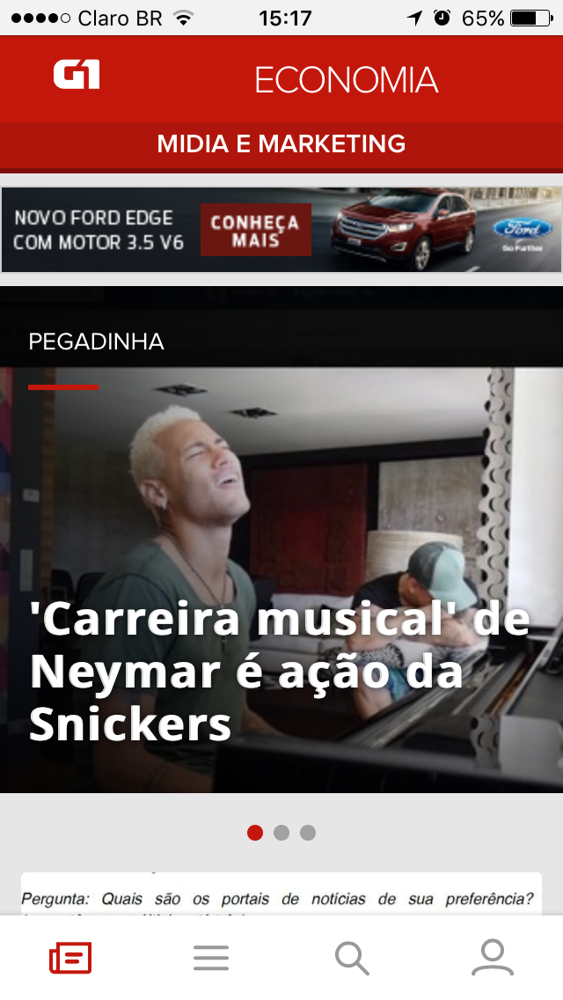 Claro BR 15:17 65%
G1 ECONOMIA
MIDIA E MARKETING
NOVO FORD EDGE
COM MOTOR 3.5 V6
CONHEÇA
MAIS
Ford
Go Further
PEGADINHA
'Carreira musical' de
Neymar é ação da
Snickers
Pergunta: Quais são os portais de notícias de sua preferência?